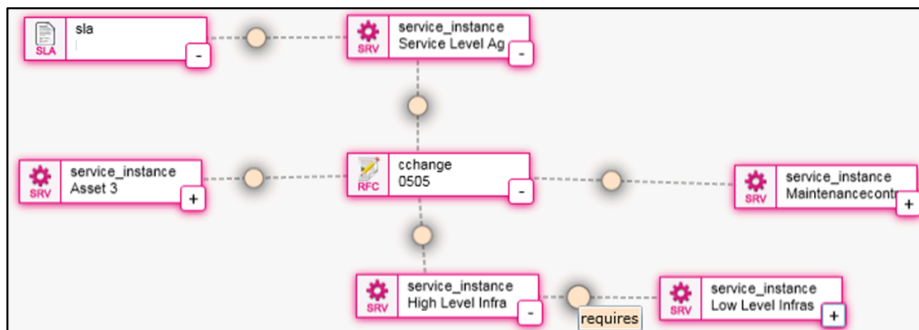 sla
SLA
-
service_instance
Service Level Ag
SRV
-
service_instance
Asset 3
SRV
+
cchange
0505
RFC
-
service_instance
Maintenancecontr
SRV
+
service_instance
High Level Infra
SRV
-
service_instance
Low Level Infras
SRV
+
requires